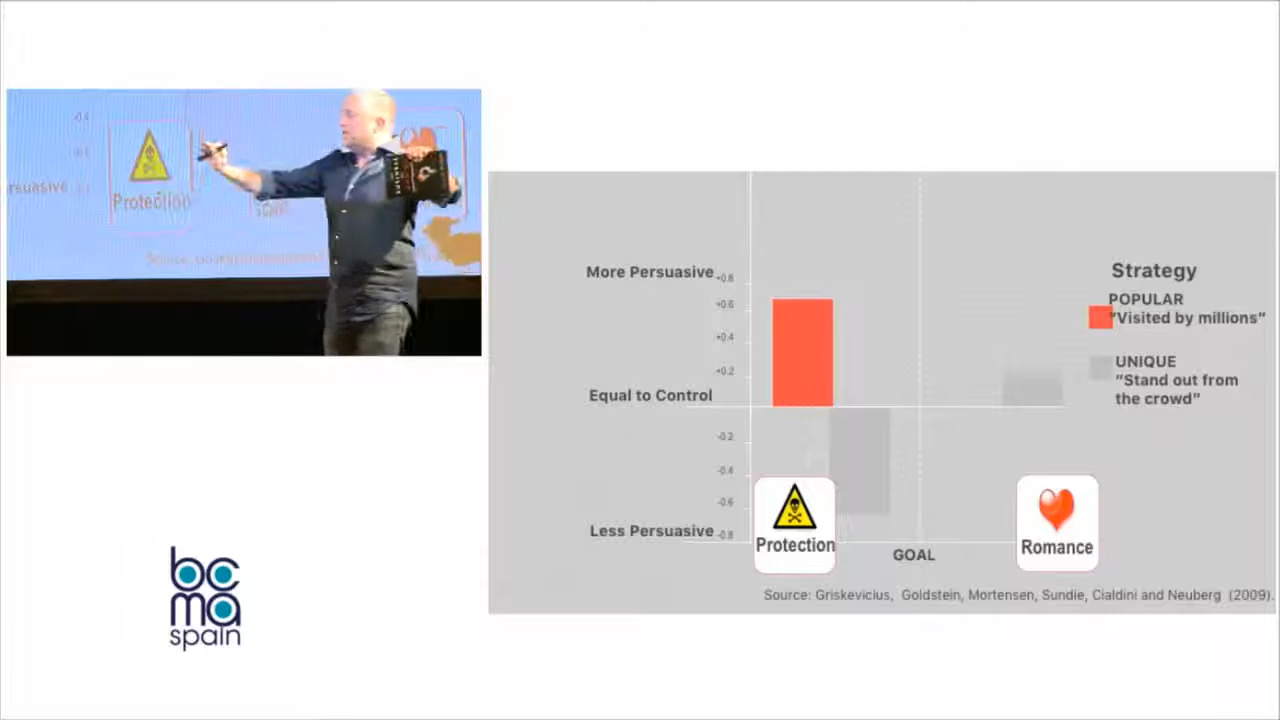 rsuasive
Protection
bcma
spain
More Persuasive
+0.8
+0.6
+0.4
Strategy
POPULAR
"Visited by millions"
+0.2
UNIQUE
"Stand out from
the crowd"
Equal to Control
-0.2
-0.4
-0.6
Less Persuasive
-0.8
Protection
GOAL
Romance
Source: Griskevicius, Goldstein, Mortensen, Sundie, Cialdini and Neuberg (2009).